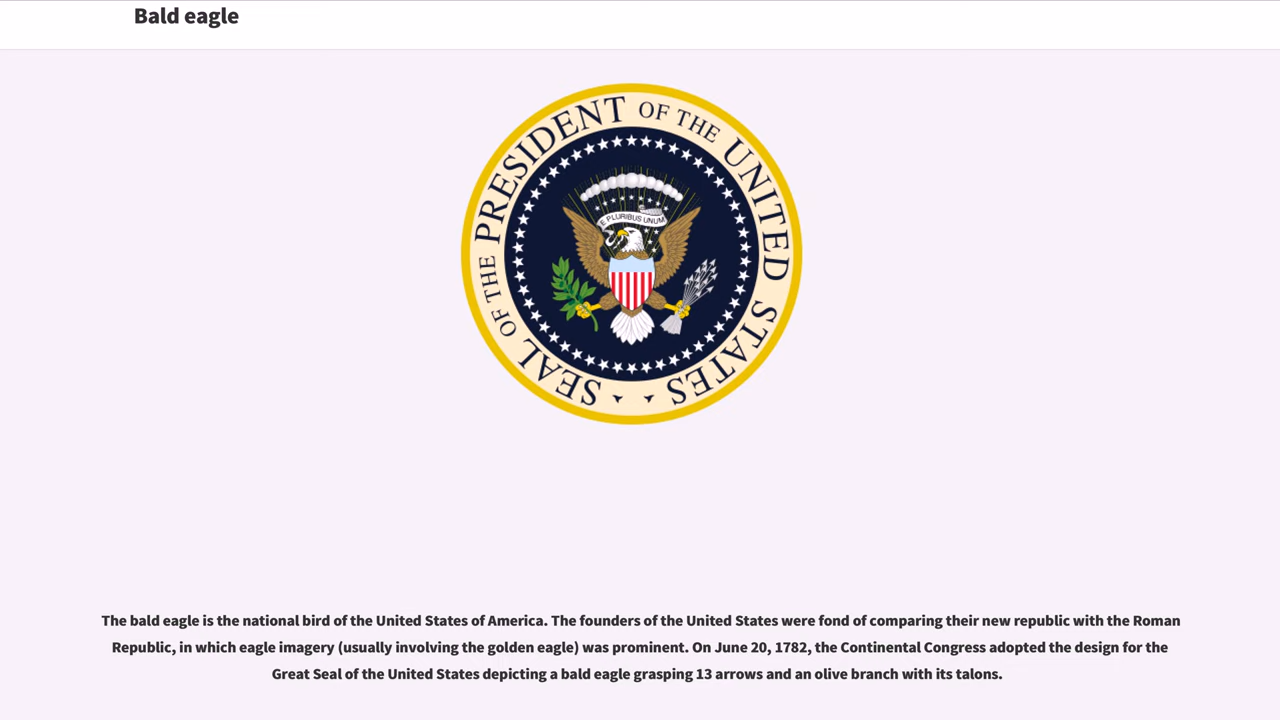 Bald eagle
SEAL OF THE PRESIDENT OF THE UNITED STATES
E PLURIBUS UNUM
The bald eagle is the national bird of the United States of America. The founders of the United States were fond of comparing their new republic with the Roman
Republic, in which eagle imagery (usually involving the golden eagle) was prominent. On June 20, 1782, the Continental Congress adopted the design for the
Great Seal of the United States depicting a bald eagle grasping 13 arrows and an olive branch with its talons.